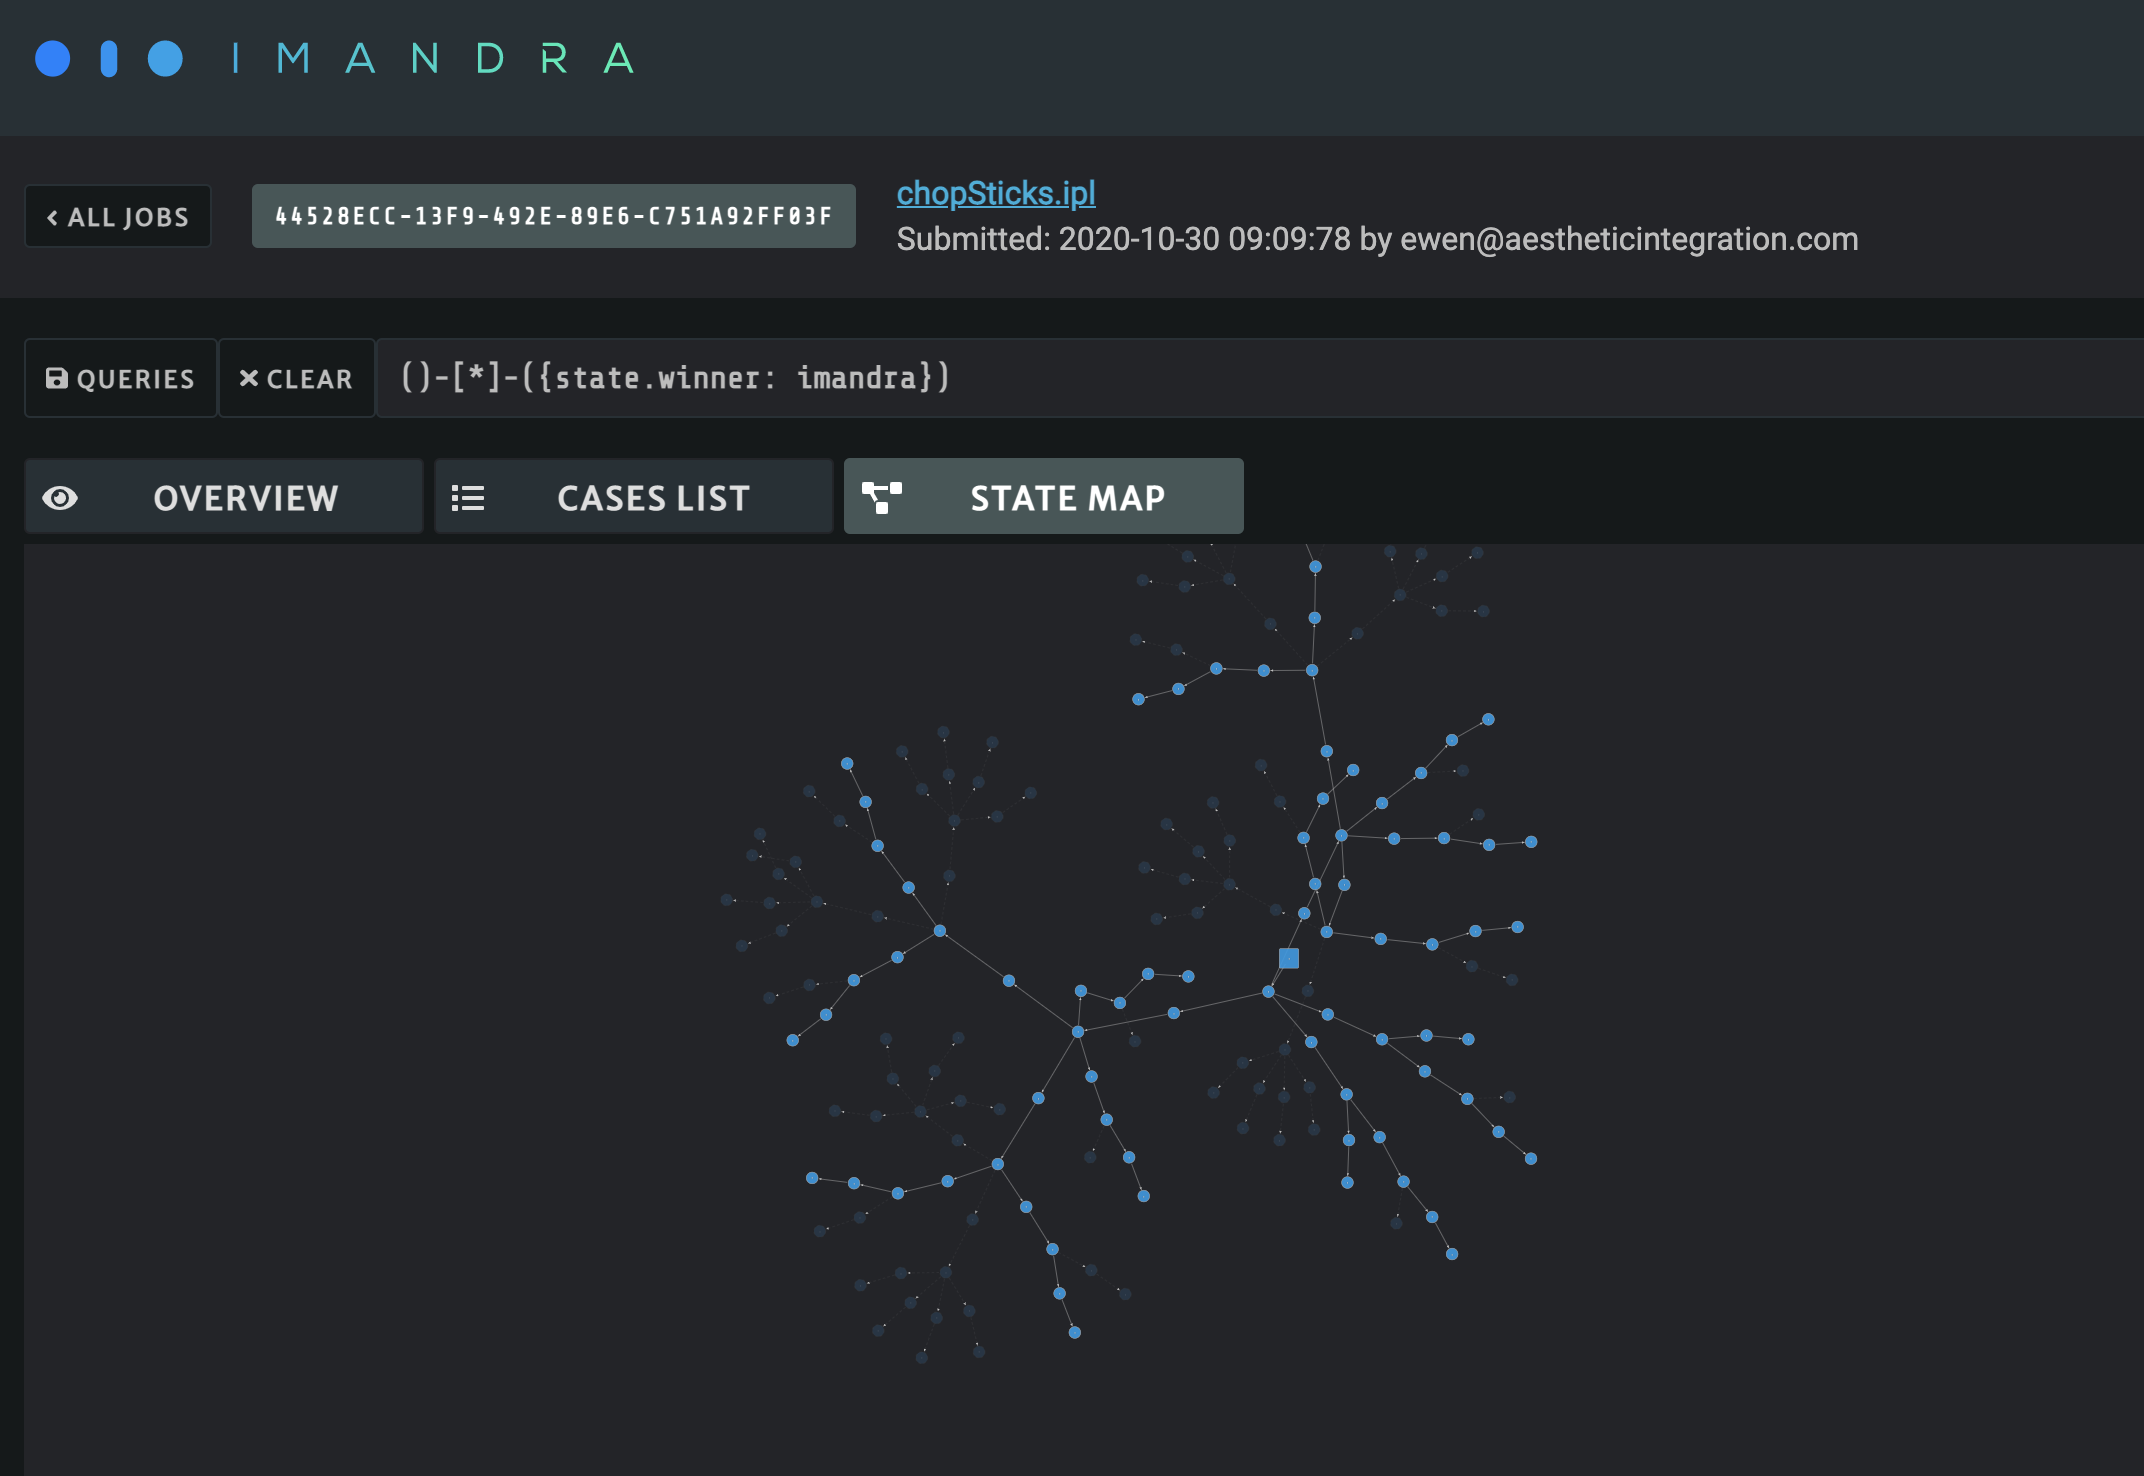 IMANDRA
ALL JOBS
44528ECC-13F9-492E-89E6-C751A92FF03F
chopSticks.ipl
Submitted: 2020-10-30 09:09:78 by ewen@aestheticintegration.com
QUERIES
CLEAR
()-[*]-({state.winner: imandra})
OVERVIEW
CASES LIST
STATE MAP